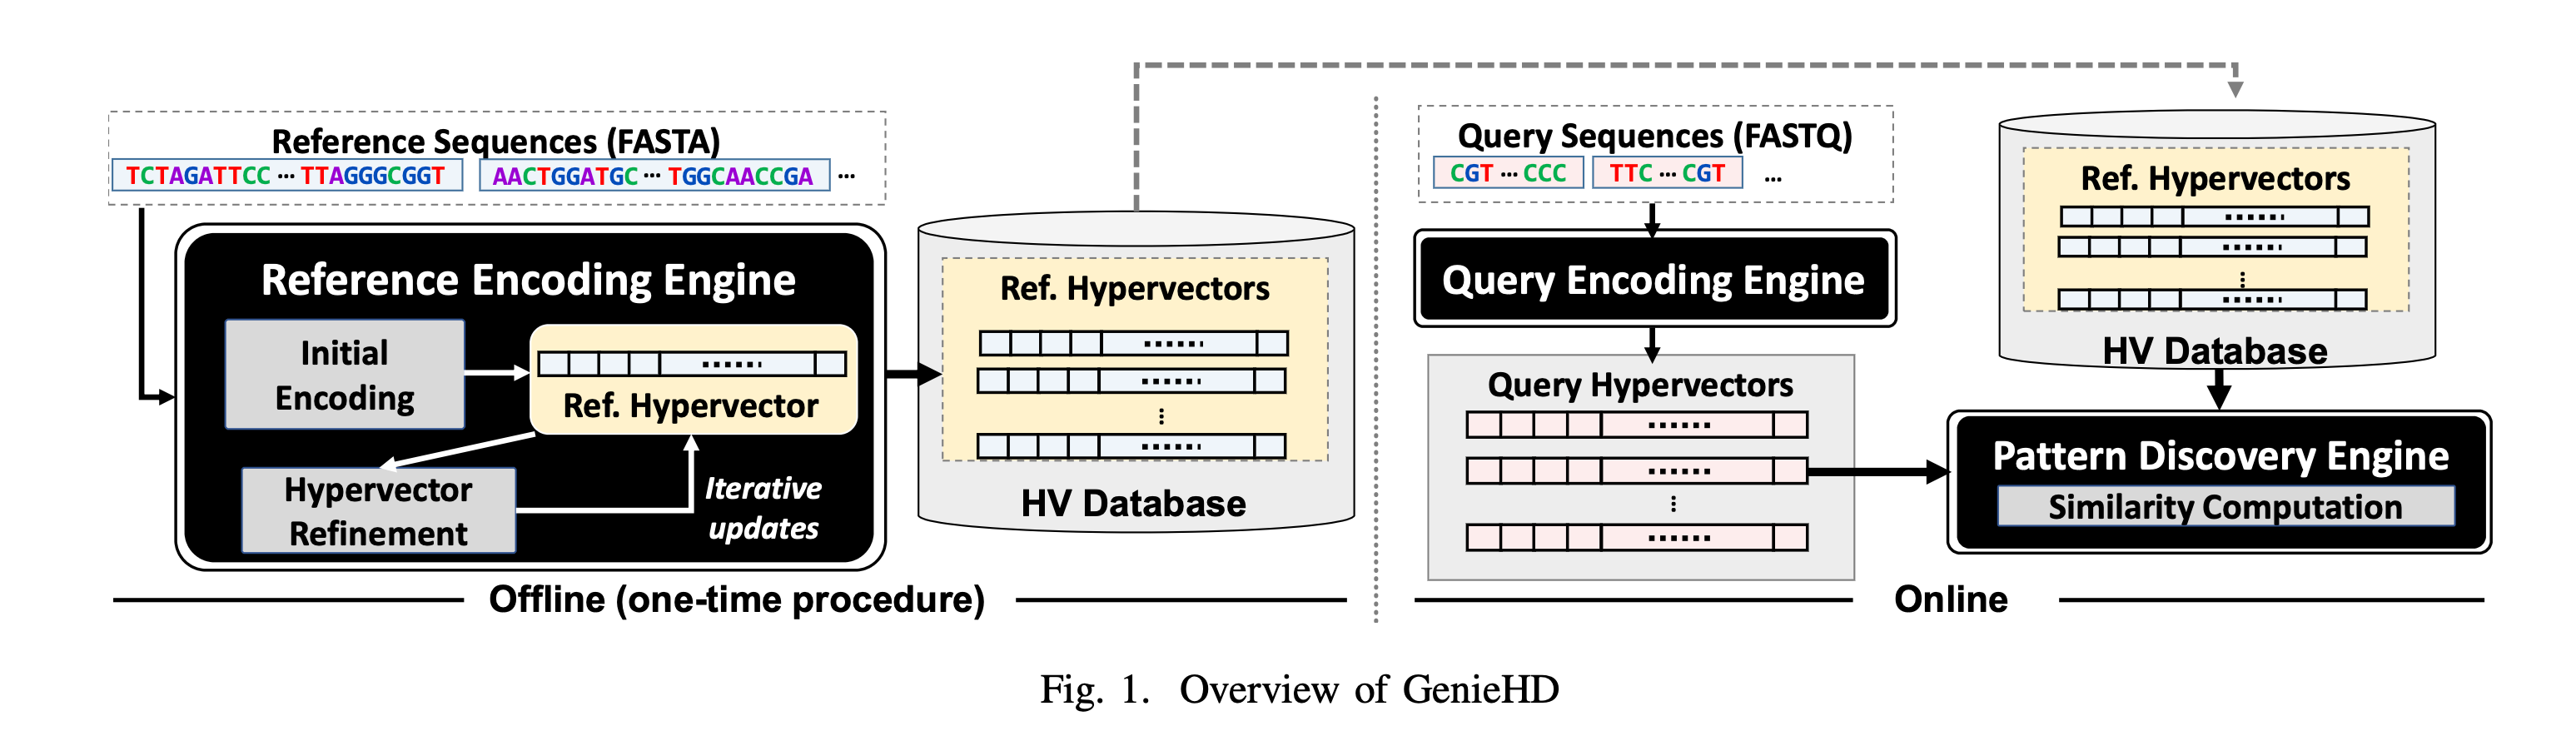 Reference Sequences (FASTA)
TCTAGATTCC ··· TTAGGGCGGT AACTGGATGC ··· TGGCAACCGA ···
Reference Encoding Engine
Initial
Encoding
Ref. Hypervector
Hypervector
Refinement
Iterative
updates
Ref. Hypervectors
HV Database
Offline (one-time procedure)
Query Sequences (FASTQ)
CGT ··· CCC TTC ··· CGT ...
Query Encoding Engine
Query Hypervectors
Ref. Hypervectors
HV Database
Pattern Discovery Engine
Similarity Computation
Online
Fig. 1. Overview of GenieHD